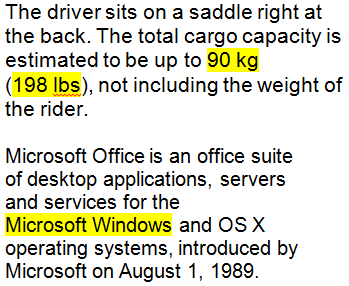 The driver sits on a saddle right at
the back. The total cargo capacity is
estimated to be up to 90 kg
(198 lbs), not including the weight of
the rider.
Microsoft Office is an office suite
of desktop applications, servers
and services for the
Microsoft Windows and OS X
operating systems, introduced by
Microsoft on August 1, 1989.